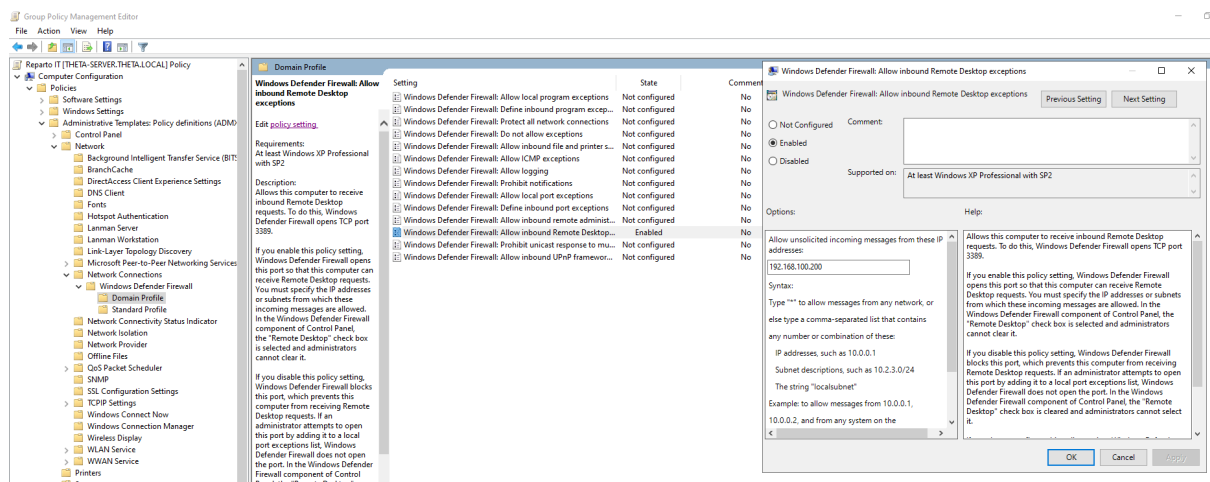 Group Policy Management Editor
File Action View Help
Reparto IT [THETA-SERVER.THETA.LOCAL] Policy
Computer Configuration
Policies
Software Settings
Windows Settings
Administrative Templates: Policy definitions (ADM
Control Panel
Network
Background Intelligent Transfer Service (BITS
BranchCache
DirectAccess Client Experience Settings
DNS Client
Fonts
Hotspot Authentication
Lanman Server
Lanman Workstation
Link-Layer Topology Discovery
Microsoft Peer-to-Peer Networking Services
Network Connections
Windows Defender Firewall
Domain Profile
Standard Profile
Network Connectivity Status Indicator
Network Isolation
Network Provider
Offline Files
QoS Packet Scheduler
SNMP
SSL Configuration Settings
TCPIP Settings
Windows Connect Now
Windows Connection Manager
Wireless Display
WLAN Service
WWAN Service
Printers
Domain Profile
Windows Defender Firewall: Allow
inbound Remote Desktop
exceptions
Edit policy setting
Requirements:
At least Windows XP Professional
with SP2
Description:
Allows this computer to receive
inbound Remote Desktop
requests. To do this, Windows
Defender Firewall opens TCP port
3389.
If you enable this policy setting,
Windows Defender Firewall opens
this port so that this computer can
receive Remote Desktop requests.
You must specify the IP addresses
or subnets from which these
incoming messages are allowed.
In the Windows Defender Firewall
component of Control Panel,
the "Remote Desktop" check box
is selected and administrators
cannot clear it.
If you disable this policy setting,
Windows Defender Firewall blocks
this port, which prevents this
computer from receiving Remote
Desktop requests. If an
administrator attempts to open
this port by adding it to a local
port exceptions list, Windows
Defender Firewall does not open
the port. In the Windows Defender
Firewall component of Control
Setting State Comment
Windows Defender Firewall: Allow local program exceptions Not configured No
Windows Defender Firewall: Define inbound program excep... Not configured No
Windows Defender Firewall: Protect all network connections Not configured No
Windows Defender Firewall: Do not allow exceptions Not configured No
Windows Defender Firewall: Allow inbound file and printer s... Not configured No
Windows Defender Firewall: Allow ICMP exceptions Not configured No
Windows Defender Firewall: Allow logging Not configured No
Windows Defender Firewall: Prohibit notifications Not configured No
Windows Defender Firewall: Allow local port exceptions Not configured No
Windows Defender Firewall: Define inbound port exceptions Not configured No
Windows Defender Firewall: Allow inbound remote administ... Not configured No
Windows Defender Firewall: Allow inbound Remote Desktop... Enabled No
Windows Defender Firewall: Prohibit unicast response to mu... Not configured No
Windows Defender Firewall: Allow inbound UPnP framewor... Not configured No
Windows Defender Firewall: Allow inbound Remote Desktop exceptions
Windows Defender Firewall: Allow inbound Remote Desktop exceptions
Previous Setting Next Setting
Not Configured Comment:
Enabled
Disabled
Supported on: At least Windows XP Professional with SP2
Options: Help:
Allow unsolicited incoming messages from these IP
addresses:
192.168.100.200
Syntax:
Type "*" to allow messages from any network, or
else type a comma-separated list that contains
any number or combination of these:
IP addresses, such as 10.0.0.1
Subnet descriptions, such as 10.2.3.0/24
The string "localsubnet"
Example: to allow messages from 10.0.0.1,
10.0.0.2, and from any system on the
Allows this computer to receive inbound Remote Desktop
requests. To do this, Windows Defender Firewall opens TCP port
3389.
If you enable this policy setting, Windows Defender Firewall
opens this port so that this computer can receive Remote
Desktop requests. You must specify the IP addresses or subnets
from which these incoming messages are allowed. In the
Windows Defender Firewall component of Control Panel, the
"Remote Desktop" check box is selected and administrators
cannot clear it.
If you disable this policy setting, Windows Defender Firewall
blocks this port, which prevents this computer from receiving
Remote Desktop requests. If an administrator attempts to open
this port by adding it to a local port exceptions list, Windows
Defender Firewall does not open the port. In the Windows
Defender Firewall component of Control Panel, the "Remote
Desktop" check box is cleared and administrators cannot select
it.
OK Cancel Apply